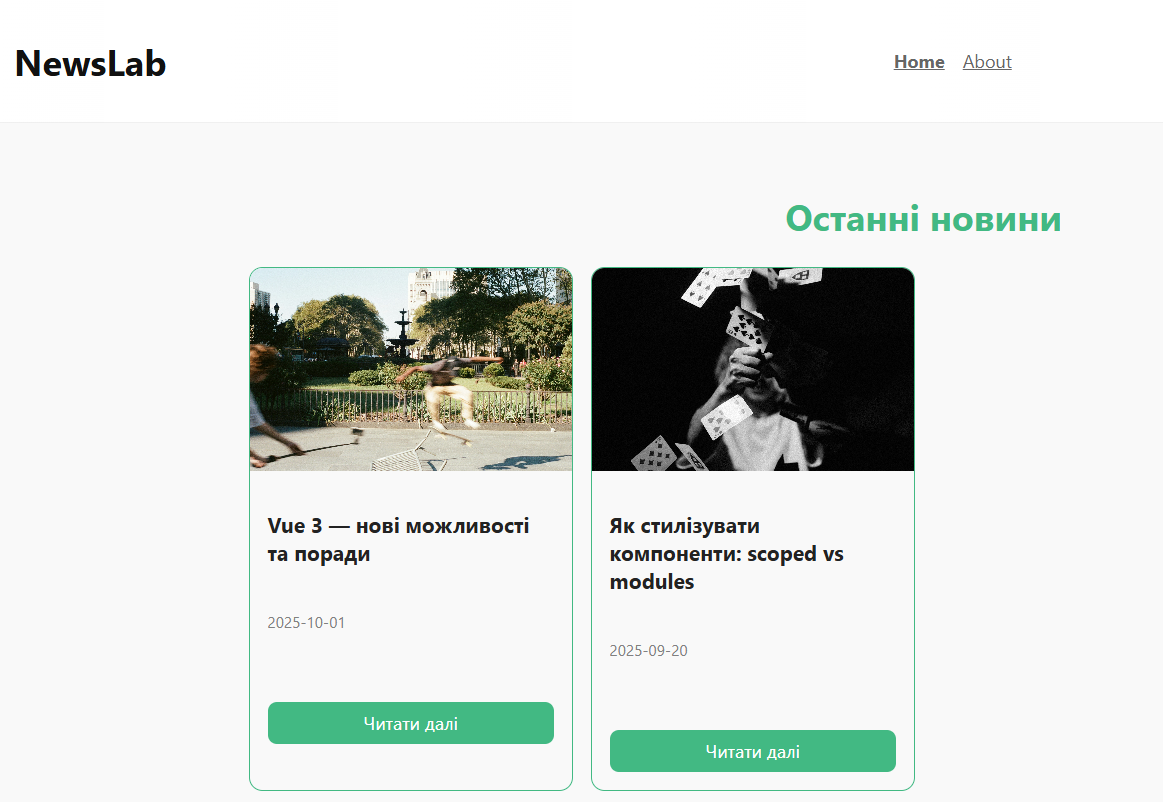 NewsLab
Home About
Останні новини
Vue 3 — нові можливості
та поради
2025-10-01
Читати далі
Як стилізувати
компоненти: scoped vs
modules
2025-09-20
Читати далі